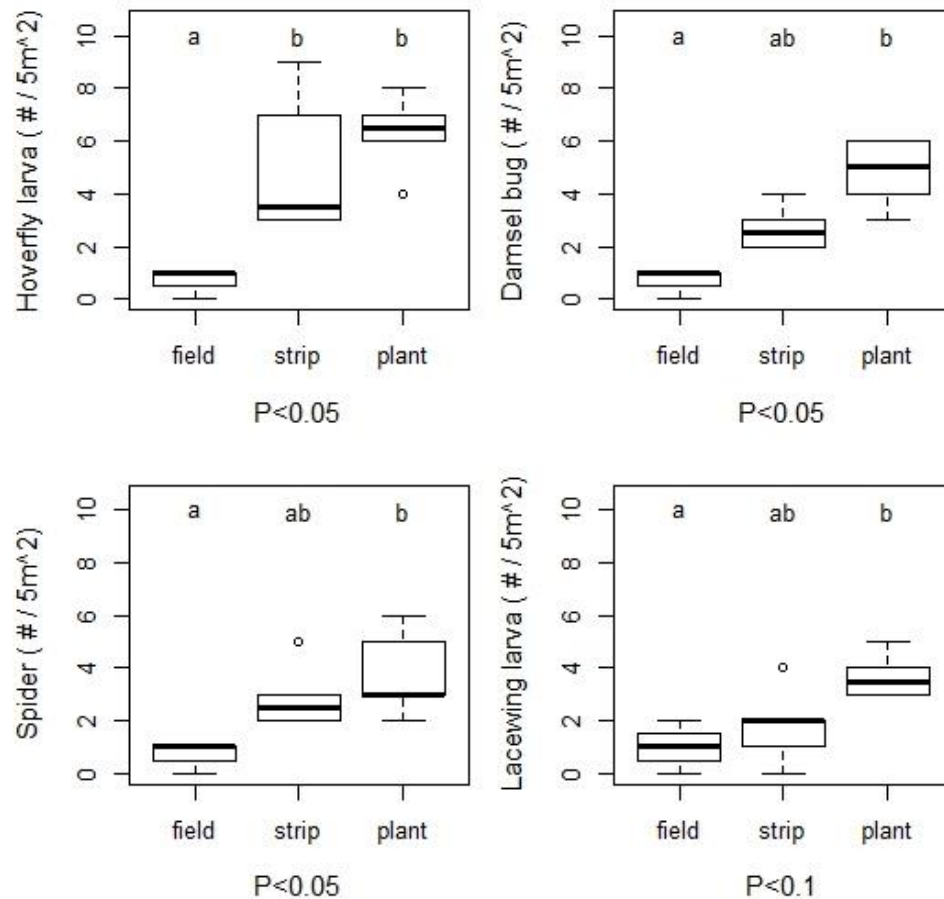 Hoverfly larva ( # / 5m^2)
10
8
6
4
2
0
a b b
field strip plant
P<0.05
Damsel bug ( # / 5m^2)
10
8
6
4
2
0
a ab b
field strip plant
P<0.05
Spider ( # / 5m^2)
10
8
6
4
2
0
a ab b
field strip plant
P<0.05
Lacewing larva ( # / 5m^2)
10
8
6
4
2
0
a ab b
field strip plant
P<0.1